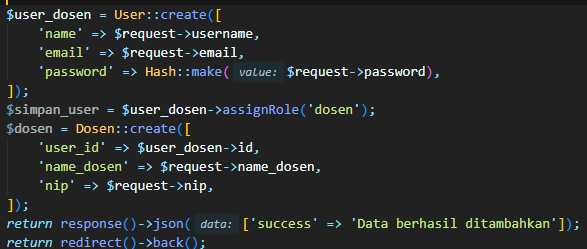 $user_dosen = User::create([
    'name' => $request->username,
    'email' => $request->email,
    'password' => Hash::make( value: $request->password),
]);
$simpan_user = $user_dosen->assignRole('dosen');
$dosen = Dosen::create([
    'user_id' => $user_dosen->id,
    'name_dosen' => $request->name_dosen,
    'nip' => $request->nip,
]);
return response()->json( data: ['success' => 'Data berhasil ditambahkan']);
return redirect()->back();